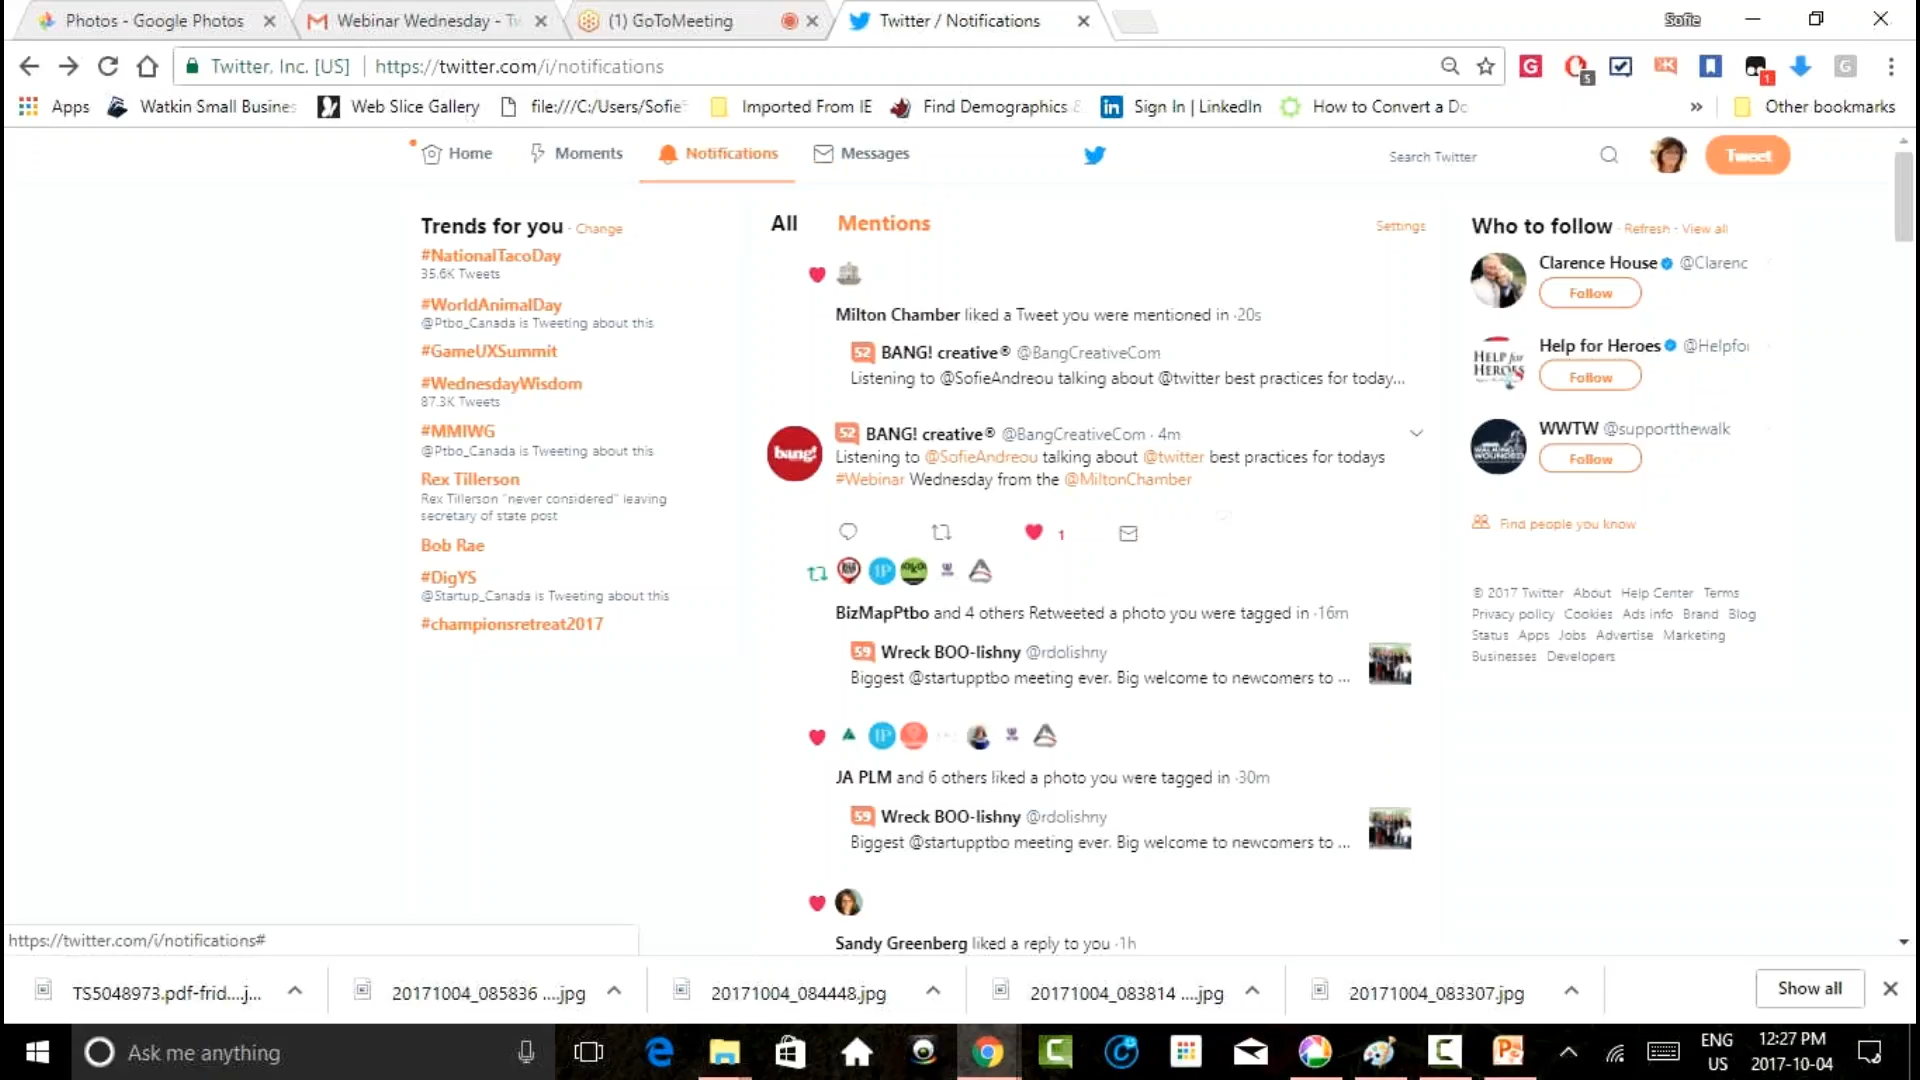 Photos - Google Photos
Webinar Wednesday - Tw
(1) GoToMeeting
Twitter / Notifications
Sofie
Twitter, Inc. [US] https://twitter.com/i/notifications
Apps
Watkin Small Busines
Web Slice Gallery
file:///C:/Users/Sofie
Imported From IE
Find Demographics &
Sign In | LinkedIn
How to Convert a Do
»
Other bookmarks
Home
Moments
Notifications
Messages
Search Twitter
Tweet
Trends for you · Change
#NationalTacoDay
35.6K Tweets
#WorldAnimalDay
@Ptbo_Canada is Tweeting about this
#GameUXSummit
#WednesdayWisdom
87.3K Tweets
#MMIWG
@Ptbo_Canada is Tweeting about this
Rex Tillerson
Rex Tillerson "never considered" leaving
secretary of state post
Bob Rae
#DigYS
@Startup_Canada is Tweeting about this
#championsretreat2017
All
Mentions
Settings
Milton Chamber liked a Tweet you were mentioned in ·20s
52 BANG! creative® @BangCreativeCom
Listening to @SofieAndreou talking about @twitter best practices for today...
bang!
52 BANG! creative® @BangCreativeCom · 4m
Listening to @SofieAndreou talking about @twitter best practices for todays
#Webinar Wednesday from the @MiltonChamber
1
BizMapPtbo and 4 others Retweeted a photo you were tagged in ·16m
59 Wreck BOO-lishny @rdolishny
Biggest @startupptbo meeting ever. Big welcome to newcomers to ...
JA PLM and 6 others liked a photo you were tagged in ·30m
59 Wreck BOO-lishny @rdolishny
Biggest @startupptbo meeting ever. Big welcome to newcomers to ...
Sandy Greenberg liked a reply to you ·1h
Who to follow · Refresh · View all
Clarence House @Clarenc
Follow
HELP for HEROES
Help for Heroes @Helpfo
Follow
WWTW @supportthewalk
Follow
Find people you know
© 2017 Twitter About Help Center Terms
Privacy policy Cookies Ads info Brand Blog
Status Apps Jobs Advertise Marketing
Businesses Developers
https://twitter.com/i/notifications#
TS5048973.pdf-frid....j...
20171004_085836 ....jpg
20171004_084448.jpg
20171004_083814 ....jpg
20171004_083307.jpg
Show all
Ask me anything
ENG
US
12:27 PM
2017-10-04